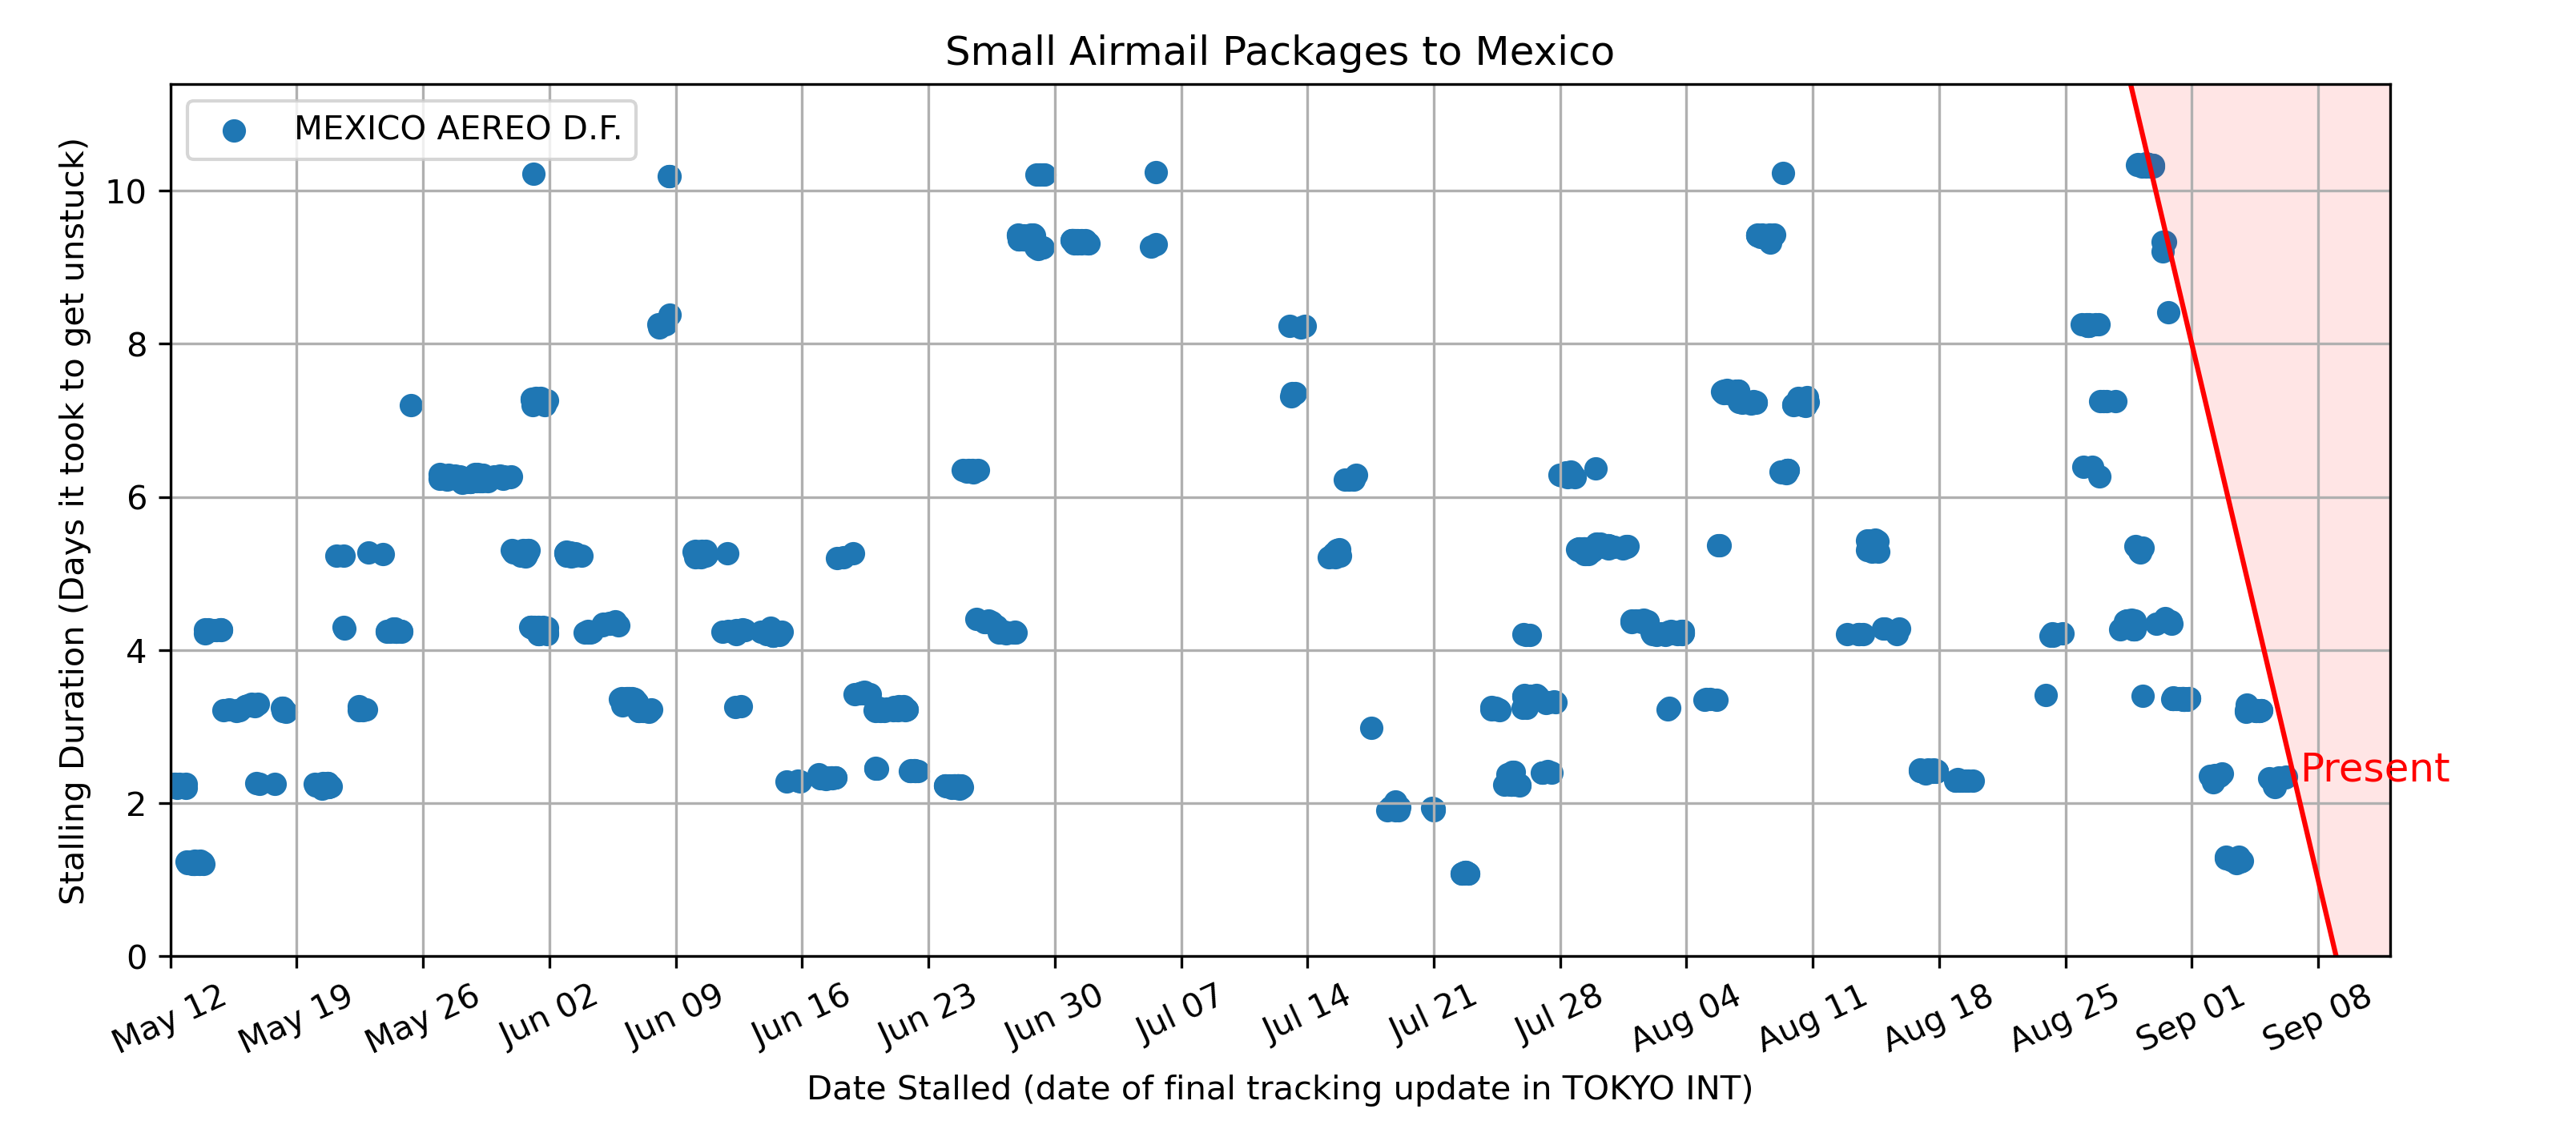 Small Airmail Packages to Mexico
MEXICO AEREO D.F.
Stalling Duration (Days it took to get unstuck)
10
8
6
4
2
0
Present
May 12
May 19
May 26
Jun 02
Jun 09
Jun 16
Jun 23
Jun 30
Jul 07
Jul 14
Jul 21
Jul 28
Aug 04
Aug 11
Aug 18
Aug 25
Sep 01
Sep 08
Date Stalled (date of final tracking update in TOKYO INT)